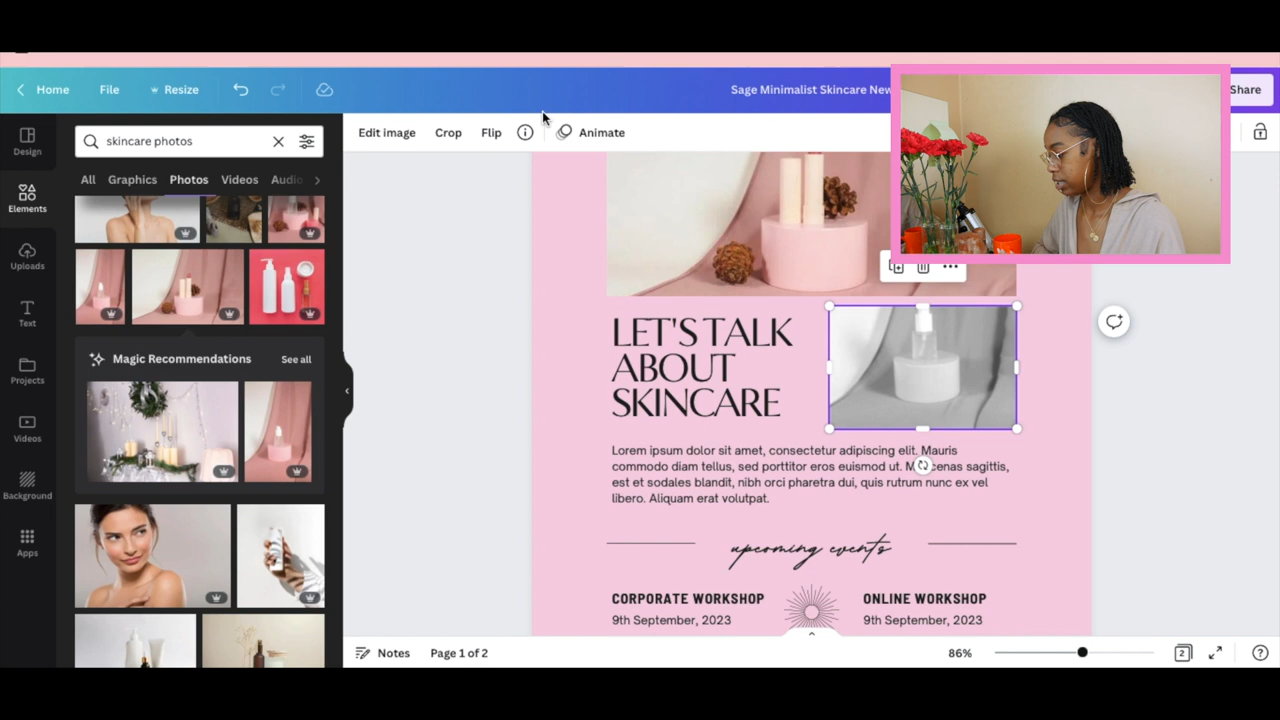 Home File Resize Sage Minimalist Skincare New Share
Design
Elements
Uploads
Text
Projects
Videos
Background
Apps
skincare photos
All Graphics Photos Videos Audio
Magic Recommendations See all
Edit image Crop Flip Animate
LET'S TALK
ABOUT
SKINCARE
Lorem ipsum dolor sit amet, consectetur adipiscing elit. Mauris
commodo diam tellus, sed porttitor eros euismod ut. M cenas sagittis,
est et sodales blandit, nibh orci pharetra dui, quis rutrum nunc ex vel
libero. Aliquam erat volutpat.
upcoming events
CORPORATE WORKSHOP
9th September, 2023
ONLINE WORKSHOP
9th September, 2023
Notes Page 1 of 2 86% 2